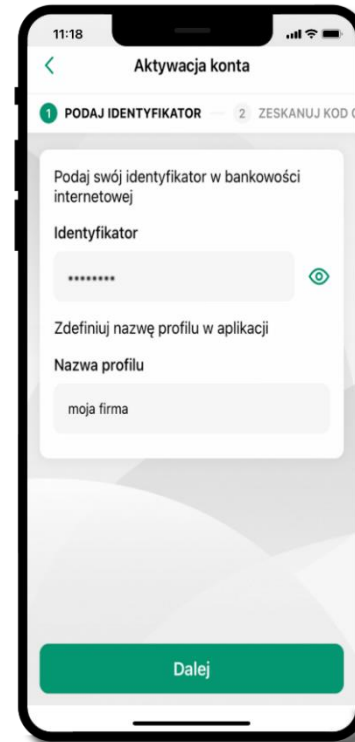 11:18
Aktywacja konta
1 PODAJ IDENTYFIKATOR
2 ZESKANUJ KOD
Podaj swój identyfikator w bankowości
internetowej
Identyfikator
********
Zdefiniuj nazwę profilu w aplikacji
Nazwa profilu
moja firma
Dalej